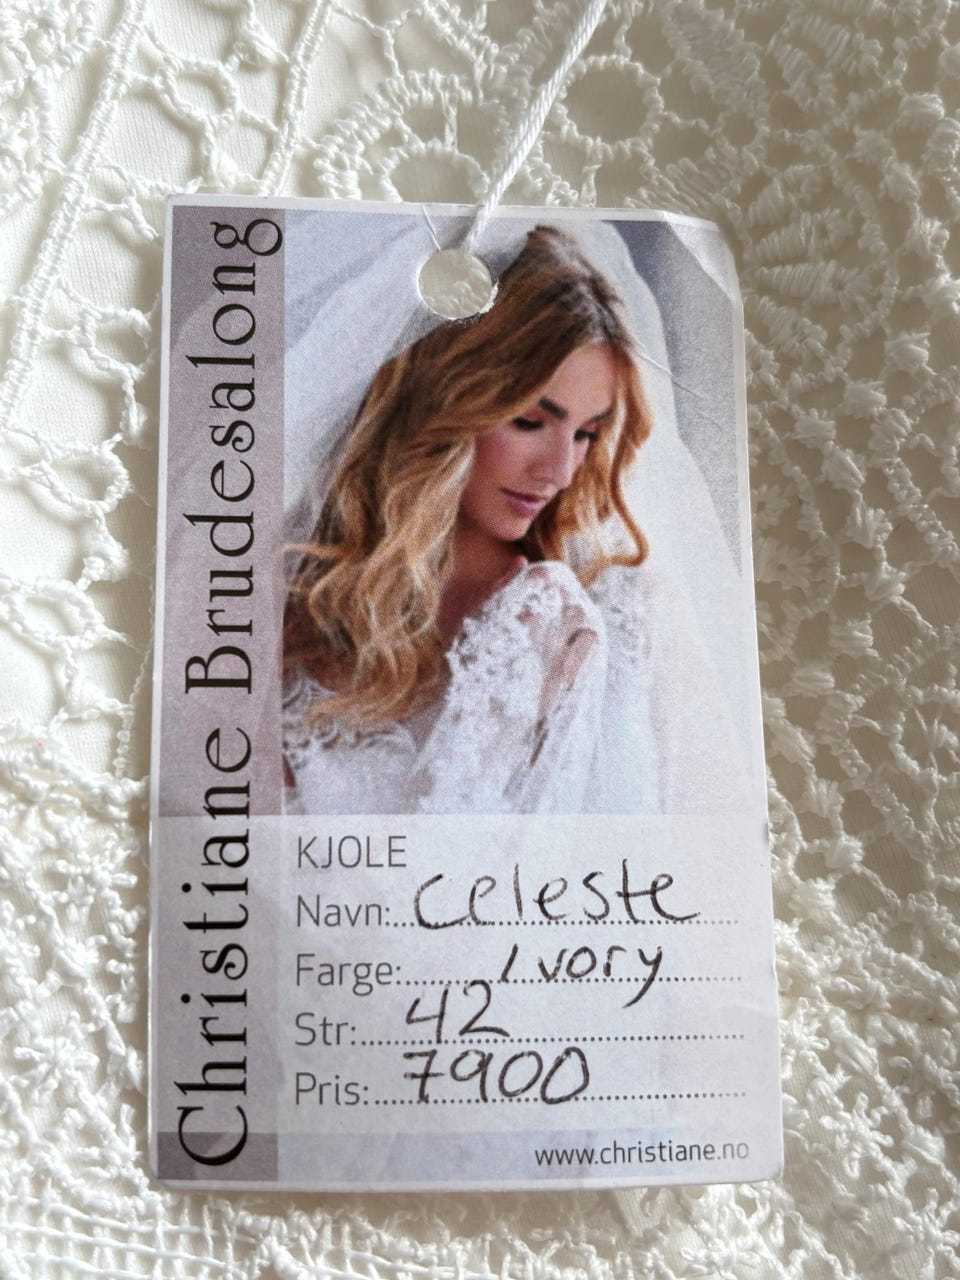 Christiane Brudesalong
KJOLE
Navn: Celeste
Farge: Ivory
Str: 42
Pris: 7900
www.christiane.no